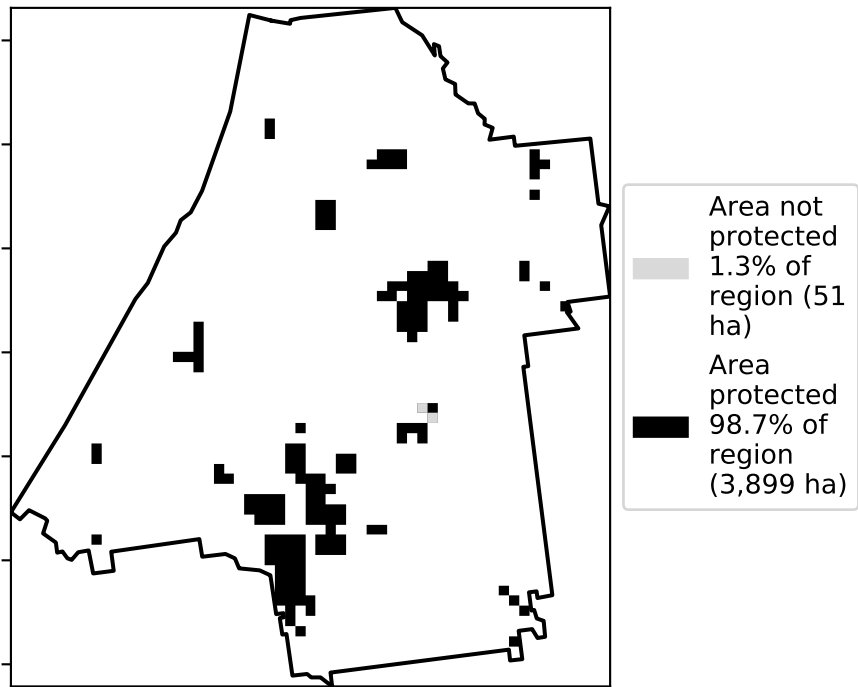 Area not
protected
1.3% of
region (51
ha)
Area
protected
98.7% of
region
(3,899 ha)